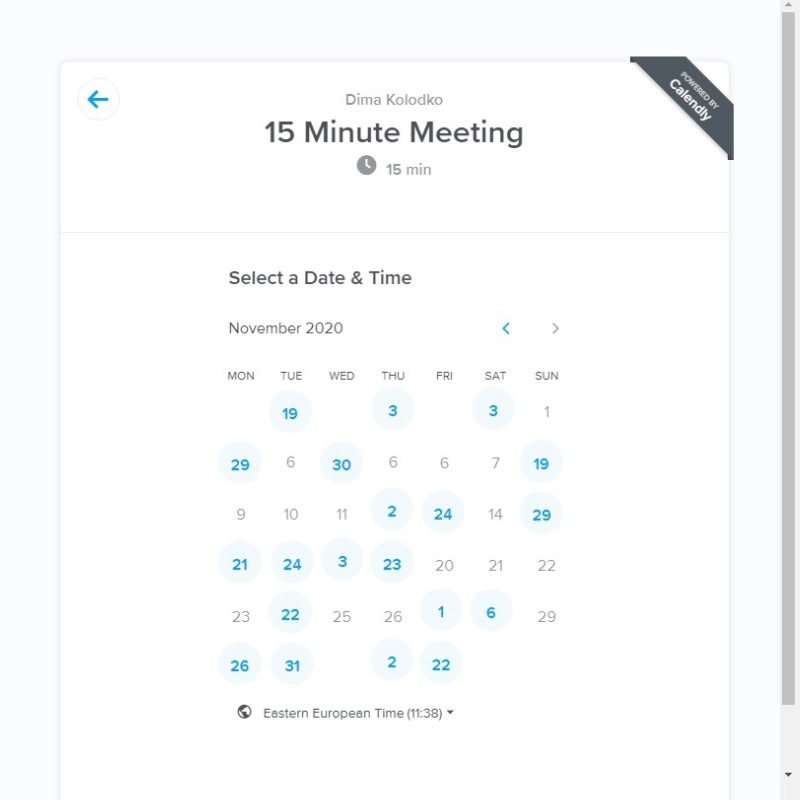 POWERED BY
Calendly
Dima Kolodko
15 Minute Meeting
15 min
Select a Date & Time
November 2020
MON TUE WED THU FRI SAT SUN
19 3 3 1
29 6 30 6 6 7 19
9 10 11 2 24 14 29
21 24 3 23 20 21 22
23 22 25 26 1 6 29
26 31 2 22
Eastern European Time (11:38)